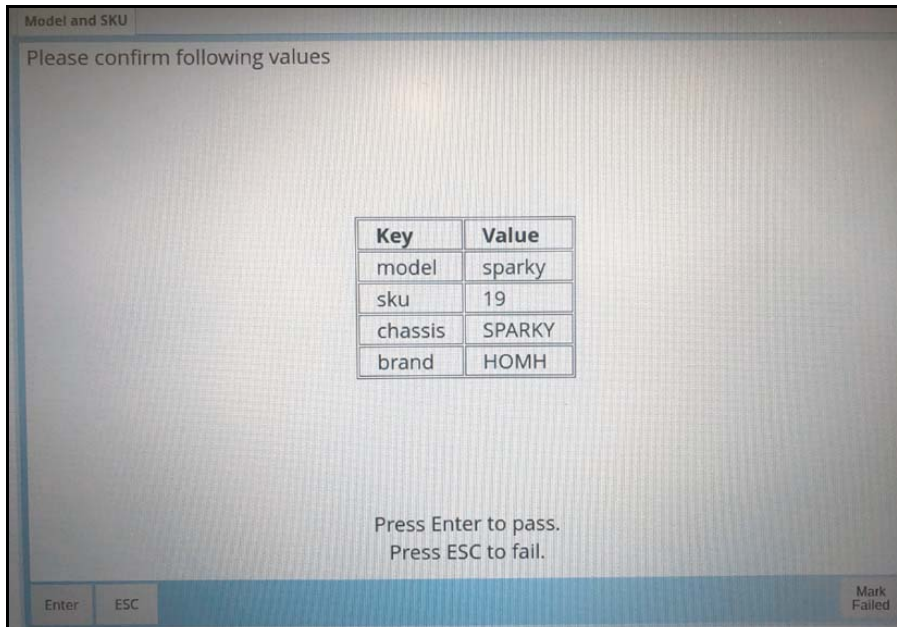 Model and SKU
Please confirm following values
Key Value
model sparky
sku 19
chassis SPARKY
brand HOMH
Press Enter to pass.
Press ESC to fail.
Enter ESC
Mark
Failed